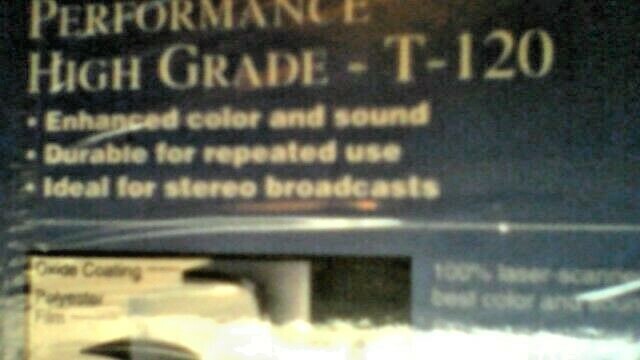 PERFORMANCE
HIGH GRADE - T-120
• Enhanced color and sound
• Durable for repeated use
• Ideal for stereo broadcasts
Oxide Coating
Polyester
Film
100% laser-scanne
best color and